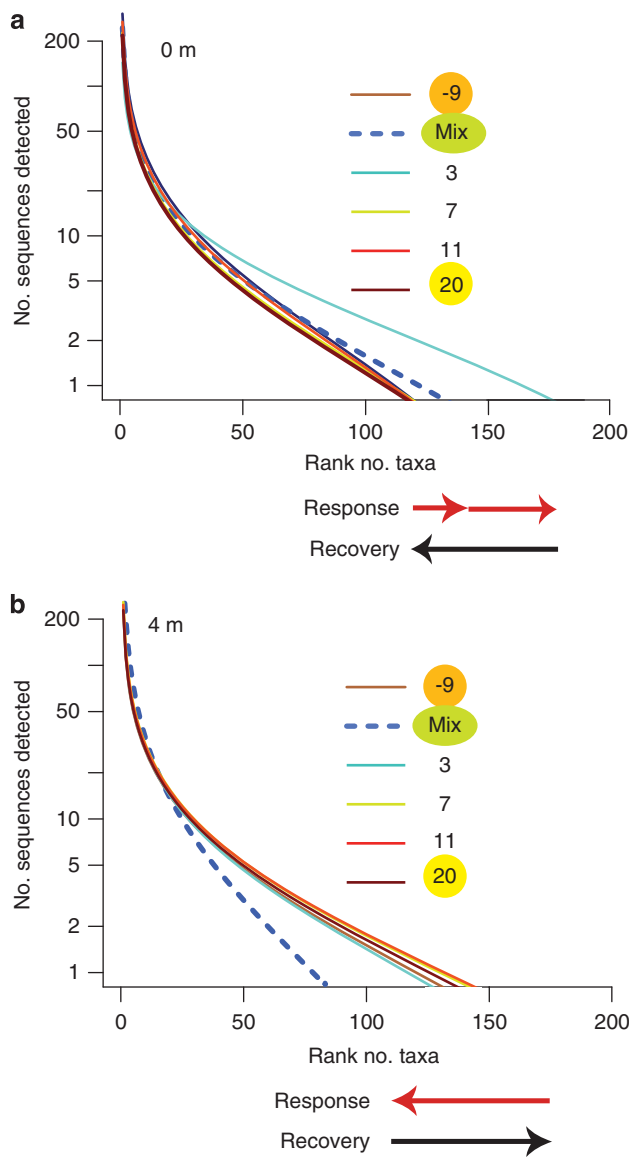 a
0 m
No. sequences detected
200
50
10
5
2
1
-9
Mix
3
7
11
20
0 50 100 150 200
Rank no. taxa
Response
Recovery
b
4 m
No. sequences detected
200
50
10
5
2
1
-9
Mix
3
7
11
20
0 50 100 150 200
Rank no. taxa
Response
Recovery